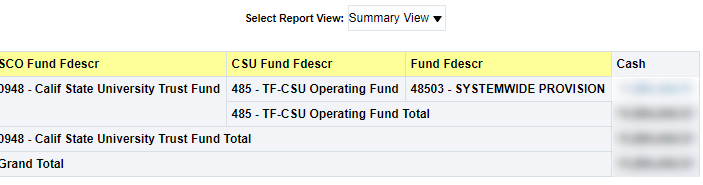 Select Report View: Summary View
SCO Fund Fdescr CSU Fund Fdescr Fund Fdescr Cash
0948 - Calif State University Trust Fund 485 - TF-CSU Operating Fund 48503 - SYSTEMWIDE PROVISION
485 - TF-CSU Operating Fund Total
0948 - Calif State University Trust Fund Total
Grand Total